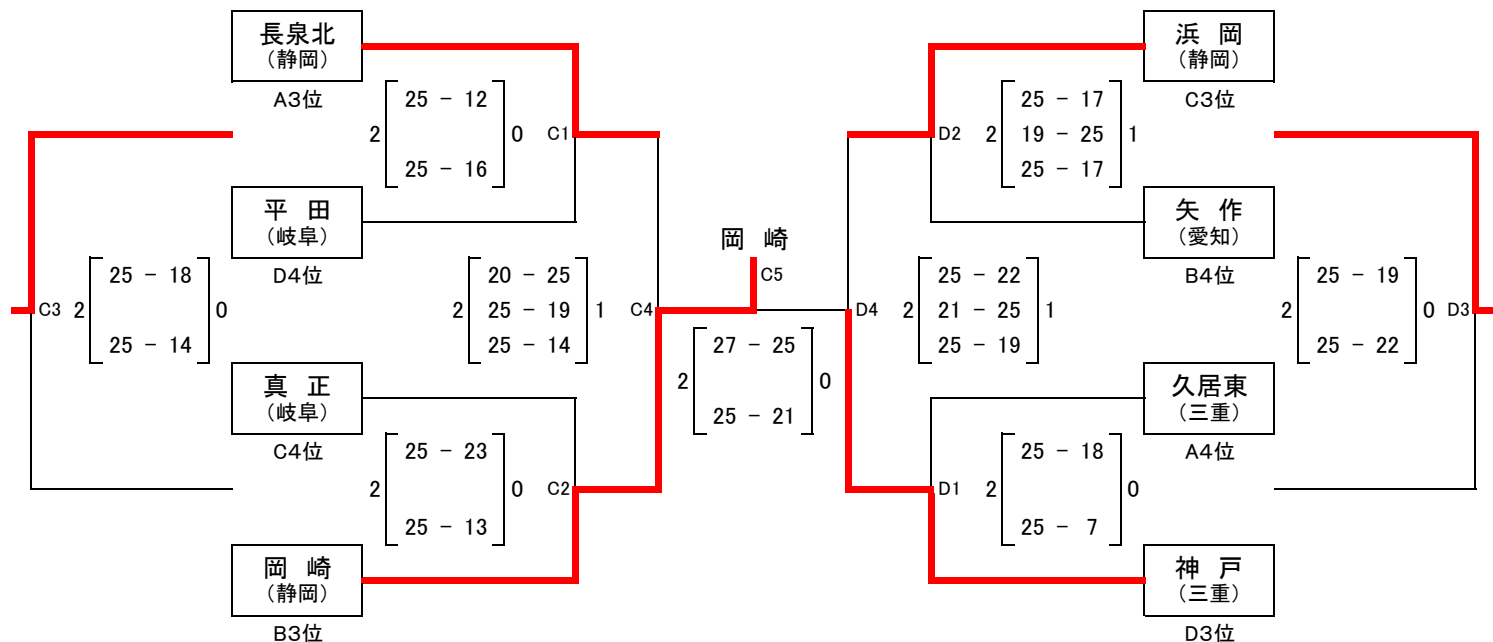 長泉北
（静岡）
A3位
2
25 − 12
25 − 16
0
C1
平　田
（岐阜）
D4位
C3
2
25 − 18
25 − 14
0
2
20 − 25
25 − 19
25 − 14
1
C4
真　正
（岐阜）
C4位
2
25 − 23
25 − 13
0
C2
岡　崎
（静岡）
B3位
岡　崎
C5
2
27 − 25
25 − 21
0
浜　岡
（静岡）
C3位
D2
2
25 − 17
19 − 25
25 − 17
1
矢　作
（愛知）
B4位
D4
2
25 − 22
21 − 25
25 − 19
1
2
25 − 19
25 − 22
0
D3
久居東
（三重）
A4位
D1
2
25 − 18
25 − 7
0
神　戸
（三重）
D3位